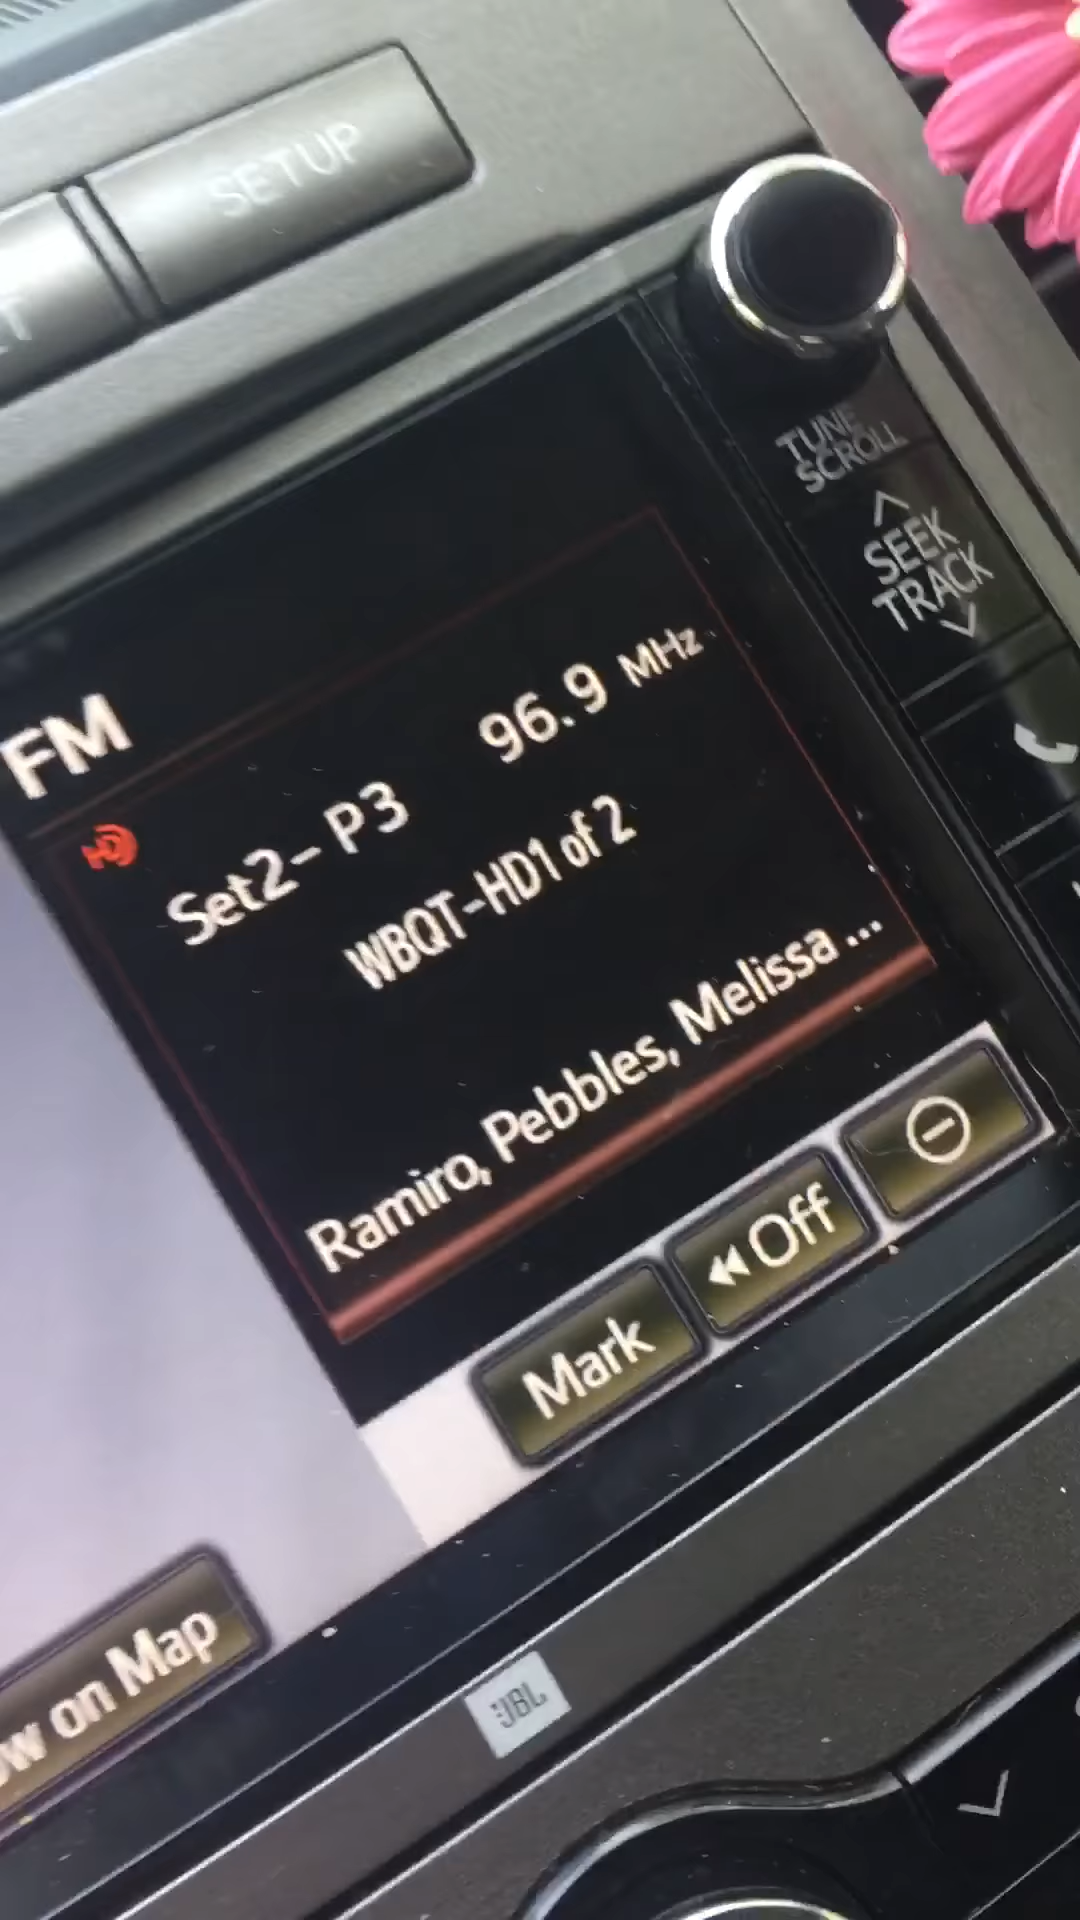 SETUP
TUNE
SCROLL
SEEK
TRACK
FM
96.9 MHz
Set2- P3
WBQT-HD1 of 2
Ramiro, Pebbles, Melissa ...
Mark
Off
on Map
JBL